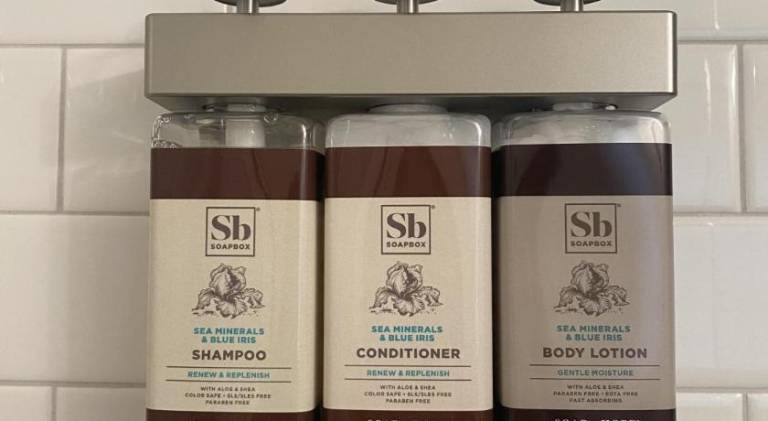 Sb
SOAPBOX
SEA MINERALS
& BLUE IRIS
SHAMPOO
RENEW & REPLENISH
WITH ALOE & SHEA
COLOR SAFE • SLS/SLES FREE
PARABEN FREE
Sb
SOAPBOX
SEA MINERALS
& BLUE IRIS
CONDITIONER
RENEW & REPLENISH
WITH ALOE & SHEA
COLOR SAFE • SLS/SLES FREE
PARABEN FREE
Sb
SOAPBOX
SEA MINERALS
& BLUE IRIS
BODY LOTION
GENTLE MOISTURE
WITH ALOE & SHEA
PARABEN FREE • EDTA FREE
FAST ABSORBING